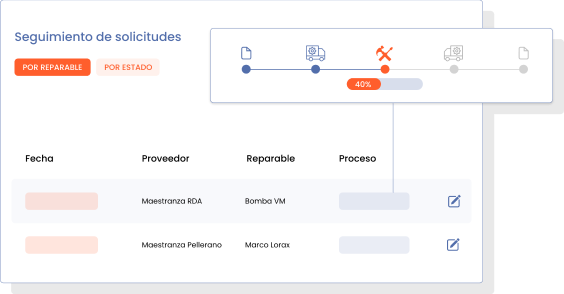 Seguimiento de solicitudes
POR REPARABLE POR ESTADO
40%
Fecha Proveedor Reparable Proceso
Maestranza RDA Bomba VM
Maestranza Pellerano Marco Lorax